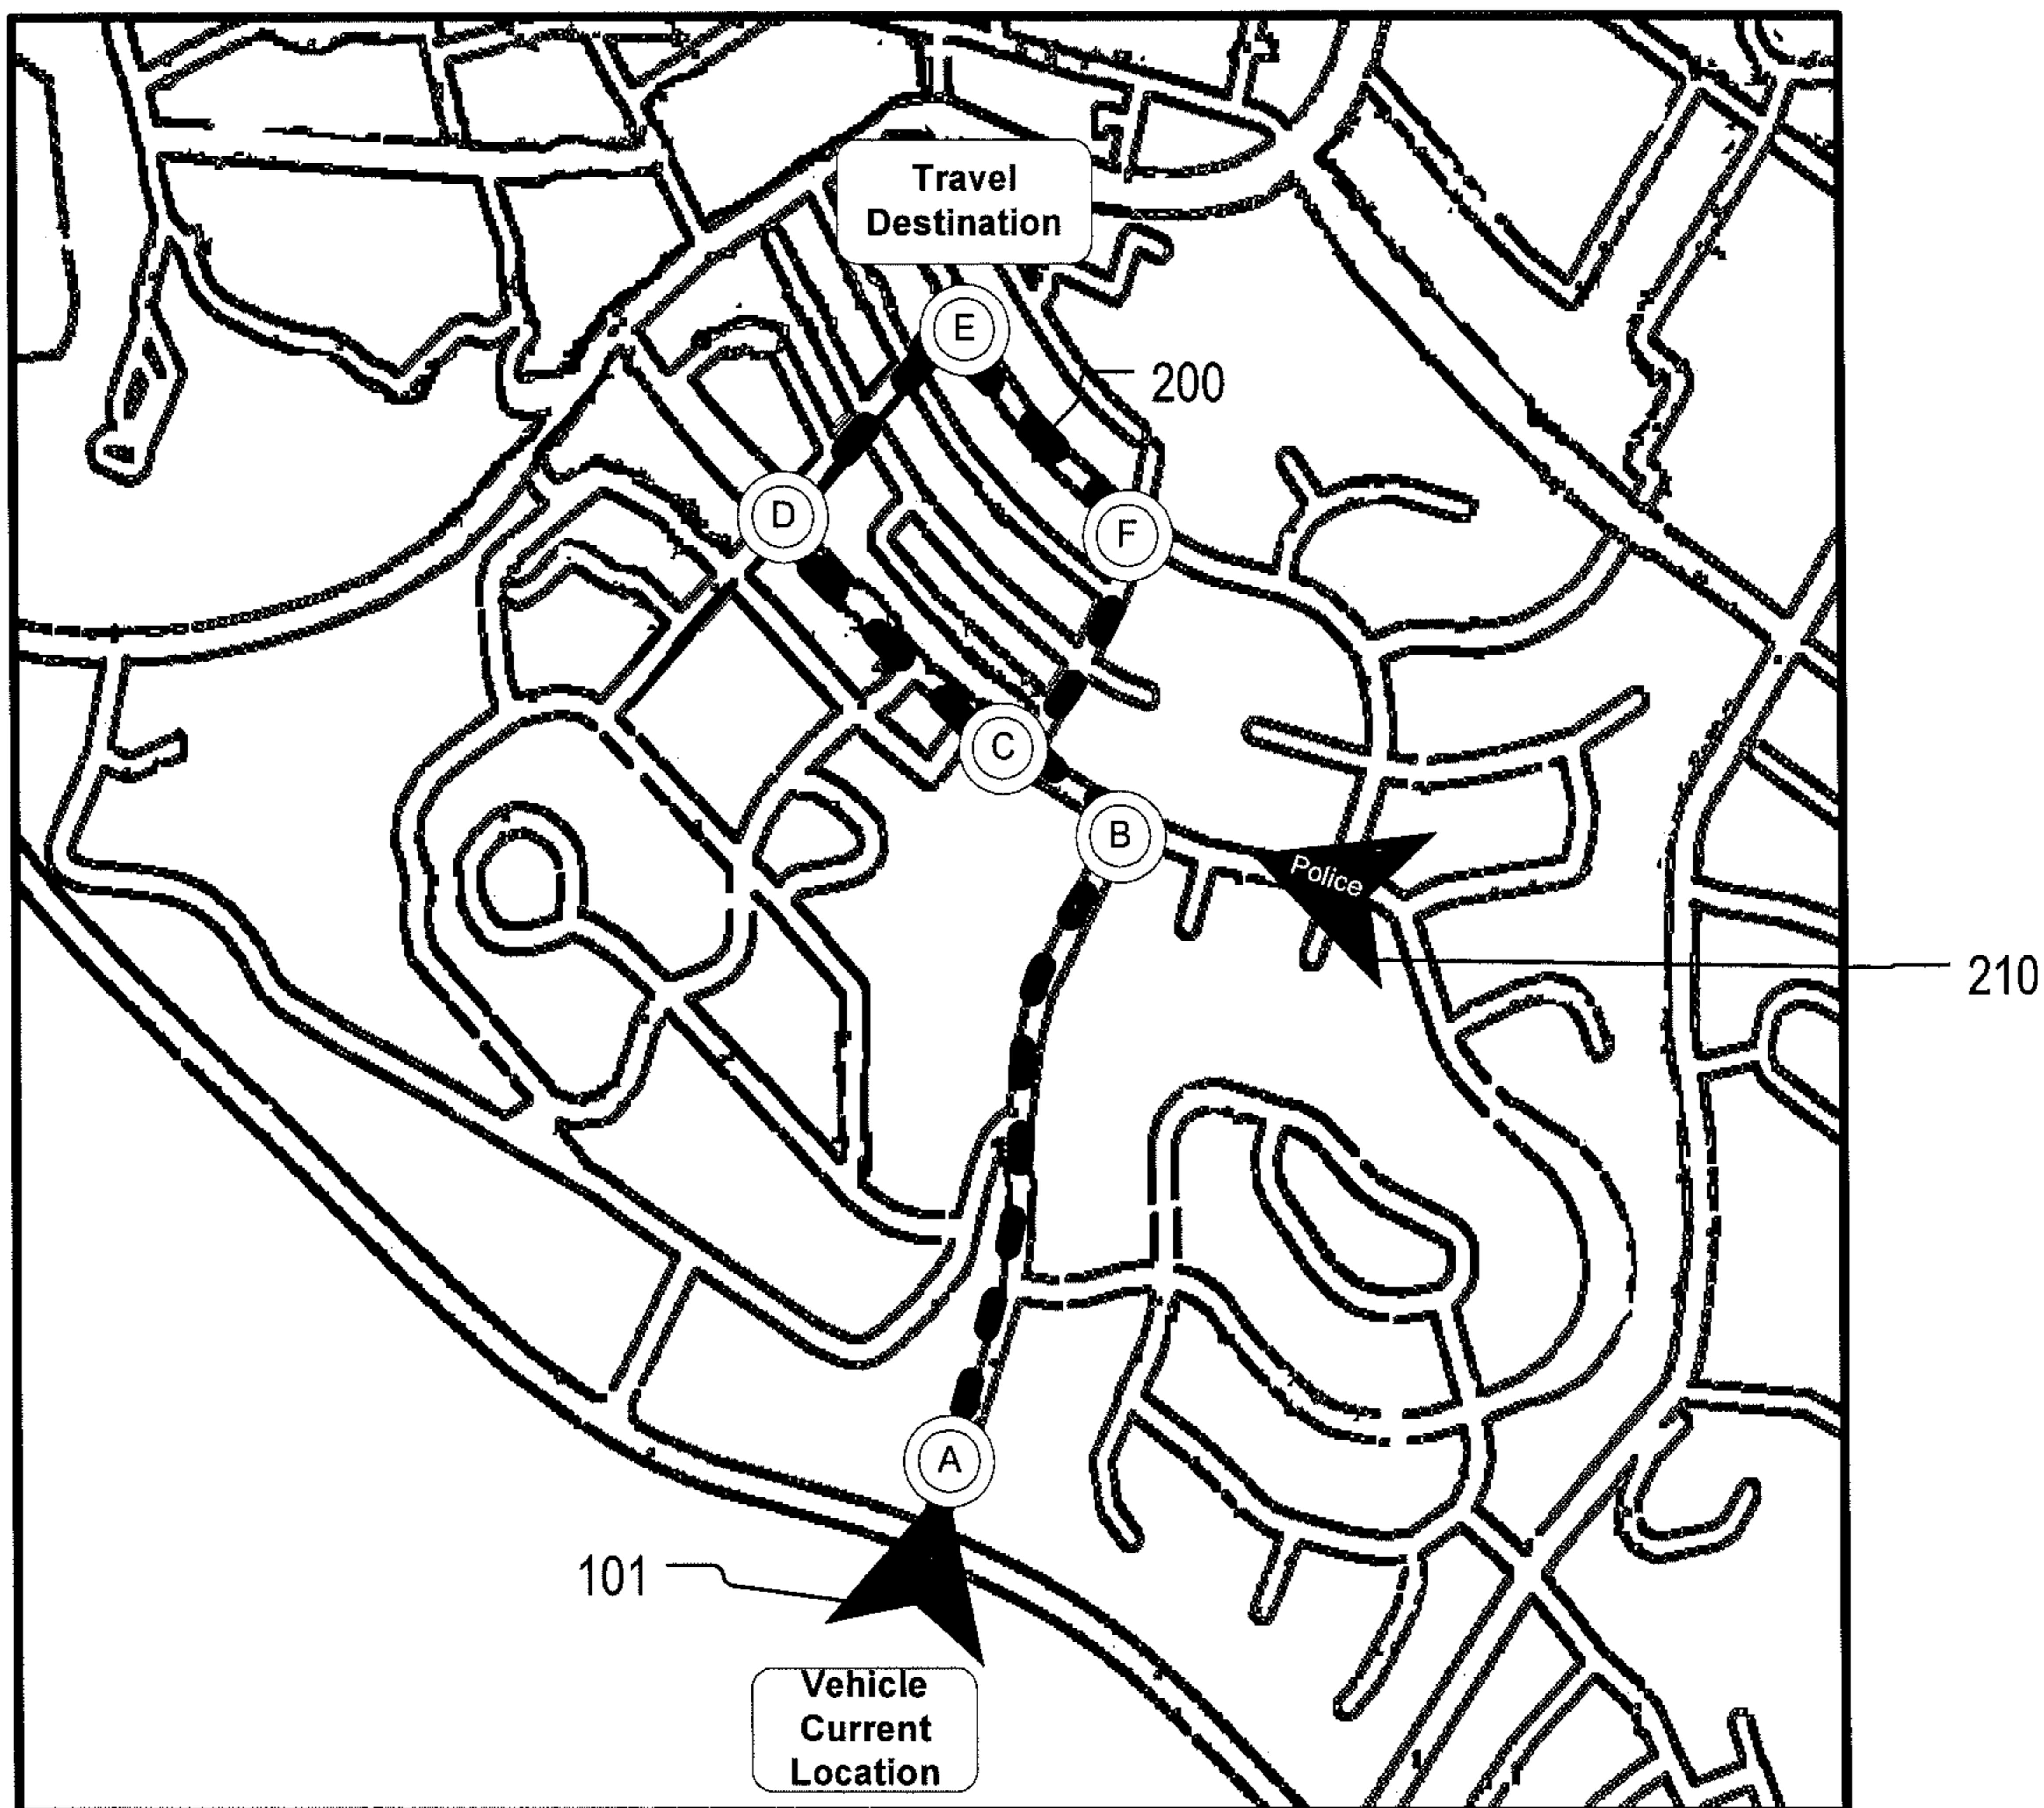 Travel
Destination
E
200
D
F
C
B
Police
210
A
101
Vehicle
Current
Location